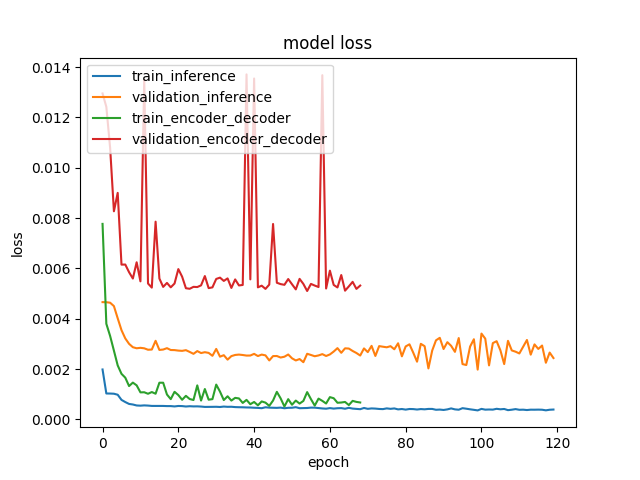 model loss
train_inference
validation_inference
train_encoder_decoder
validation_encoder_decoder
loss
0.014
0.012
0.010
0.008
0.006
0.004
0.002
0.000
0 20 40 60 80 100 120
epoch